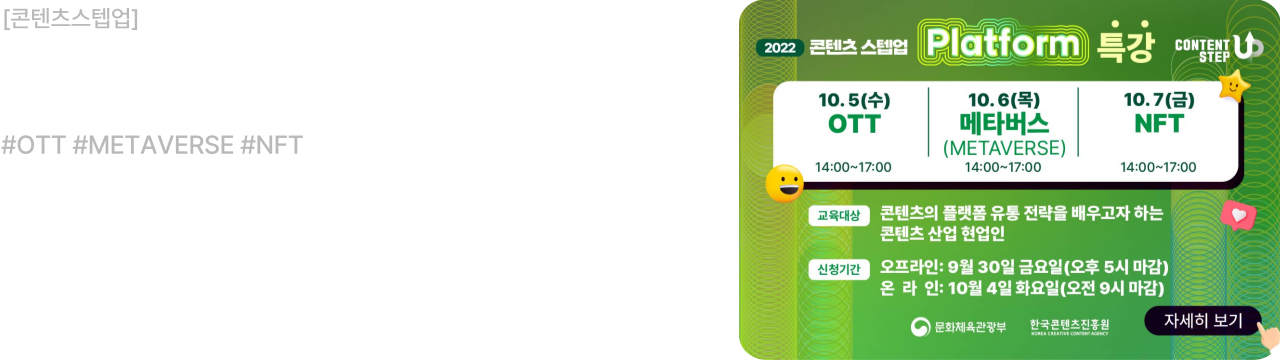 [콘텐츠스텝업]
#OTT #METAVERSE #NFT
2022 콘텐츠 스텝업 Platform 특강
CONTENT STEP UP
10. 5(수)
OTT
14:00~17:00
10. 6(목)
메타버스
(METAVERSE)
14:00~17:00
10. 7(금)
NFT
14:00~17:00
교육대상 콘텐츠의 플랫폼 유통 전략을 배우고자 하는
콘텐츠 산업 현업인
신청기간 오프라인: 9월 30일 금요일(오후 5시 마감)
온 라 인: 10월 4일 화요일(오전 9시 마감)
문화체육관광부
한국콘텐츠진흥원
KOREA CREATIVE CONTENT AGENCY
자세히 보기